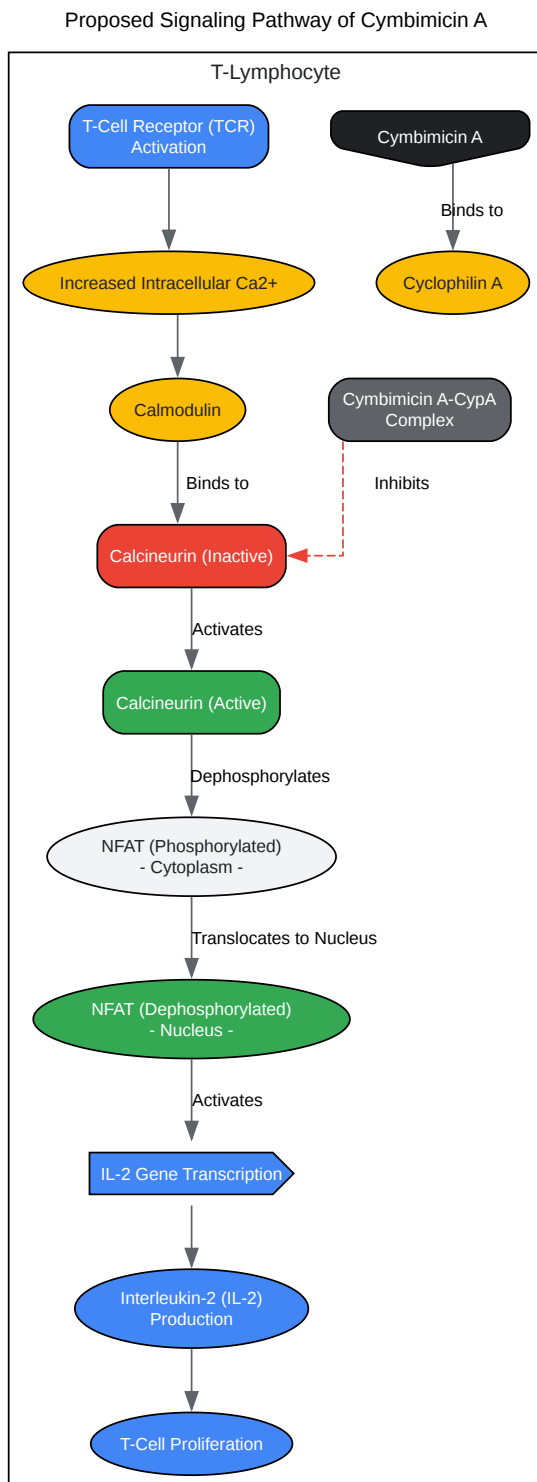 Proposed Signaling Pathway of Cymbimicin A
T-Lymphocyte
T-Cell Receptor (TCR)
Activation
Cymbimicin A
Binds to
Increased Intracellular Ca2+
Cyclophilin A
Calmodulin
Cymbimicin A-CypA
Complex
Binds to
Inhibits
Calcineurin (Inactive)
Activates
Calcineurin (Active)
Dephosphorylates
NFAT (Phosphorylated)
- Cytoplasm -
Translocates to Nucleus
NFAT (Dephosphorylated)
- Nucleus -
Activates
IL-2 Gene Transcription
Interleukin-2 (IL-2)
Production
T-Cell Proliferation